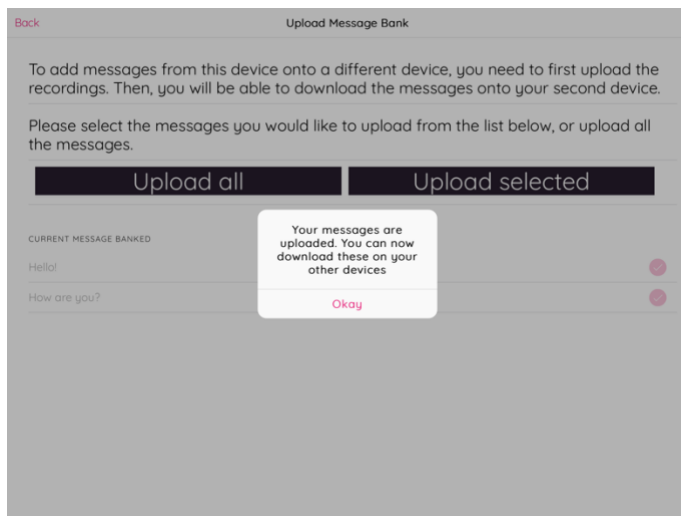 Back
Upload Message Bank
To add messages from this device onto a different device, you need to first upload the
recordings. Then, you will be able to download the messages onto your second device.
Please select the messages you would like to upload from the list below, or upload all
the messages.
Upload all
Upload selected
CURRENT MESSAGE BANKED
Hello!
How are you?
Your messages are
uploaded. You can now
download these on your
other devices
Okay